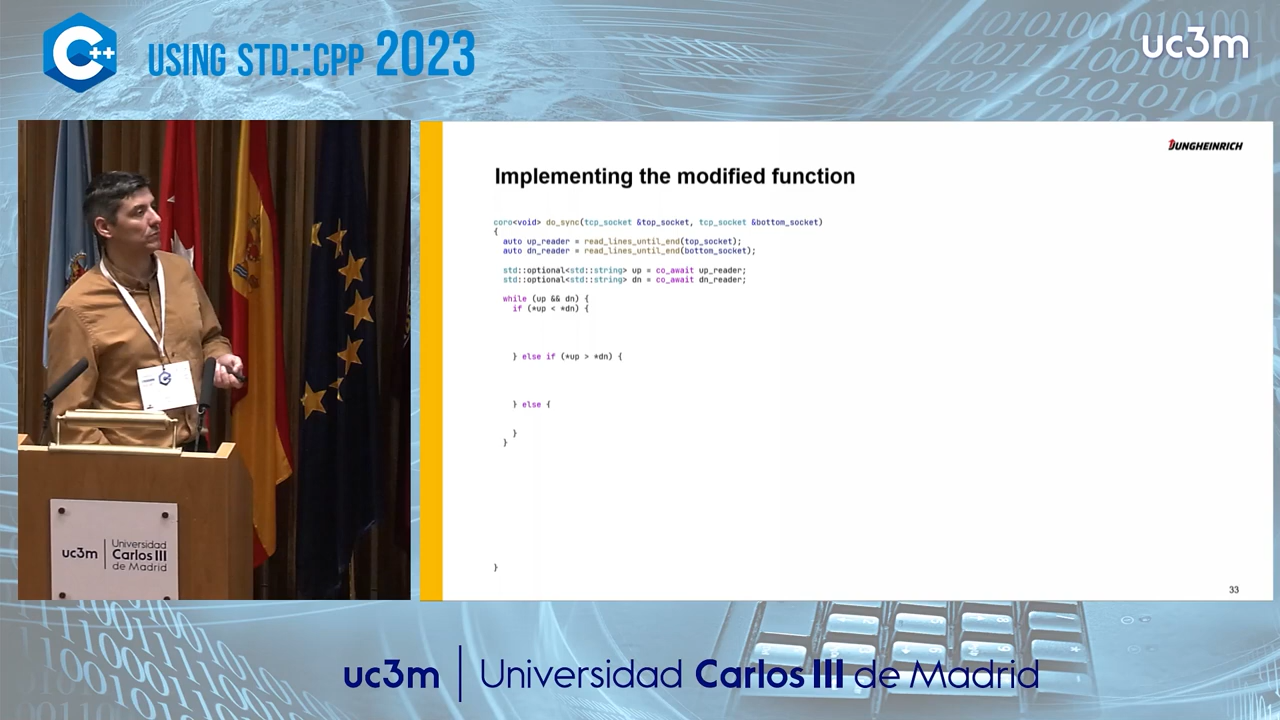 C++
USING STD::CPP 2023
uc3m
JUNGHEINRICH
Implementing the modified function
coro<void> do_sync(tcp_socket &top_socket, tcp_socket &bottom_socket)
{
auto up_reader = read_lines_until_end(top_socket);
auto dn_reader = read_lines_until_end(bottom_socket);
std::optional<std::string> up = co_await up_reader;
std::optional<std::string> dn = co_await dn_reader;
while (up && dn) {
if (*up < *dn) {
} else if (*up > *dn) {
} else {
}
}
}
33
C++
uc3m | Universidad
Carlos III
de Madrid
uc3m | Universidad Carlos III de Madrid